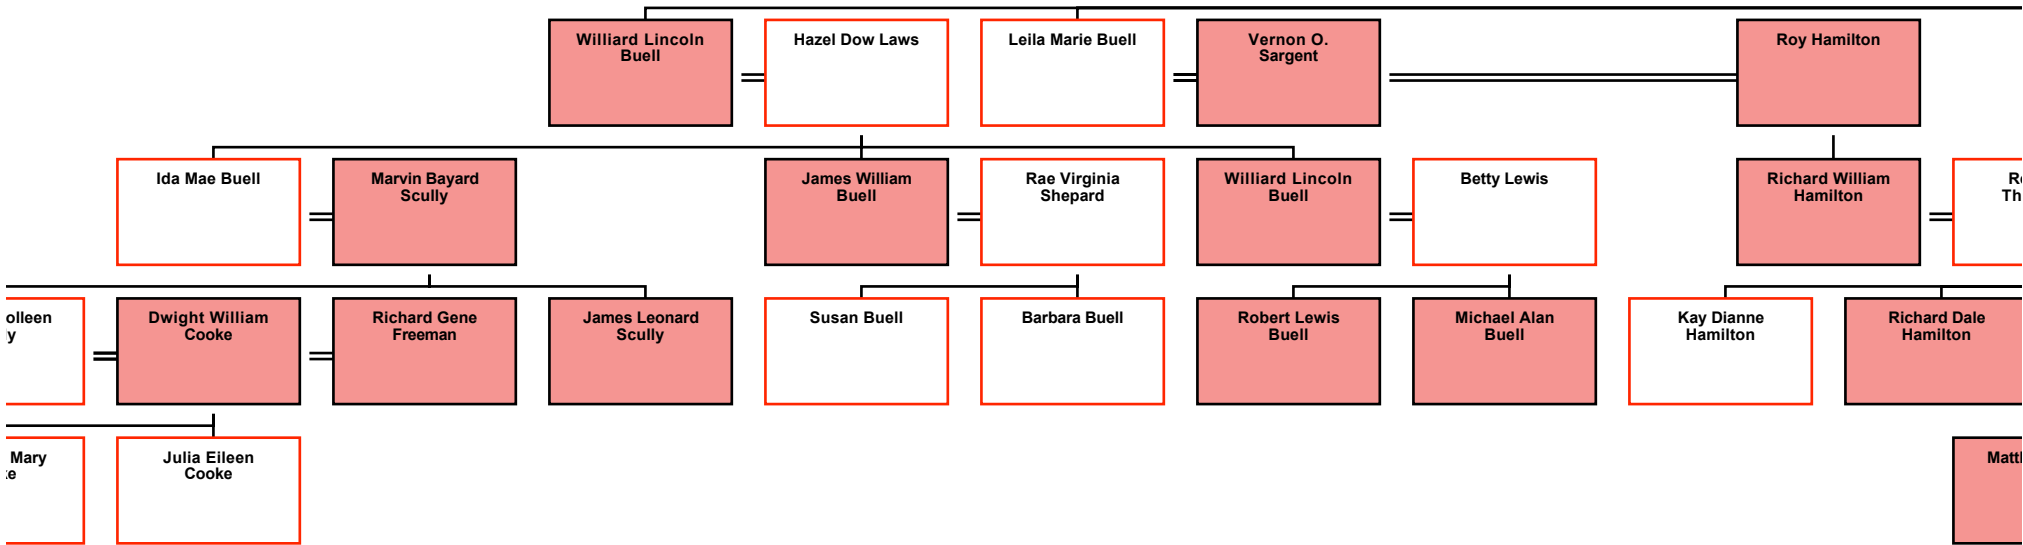 Williard Lincoln
Buell
Hazel Dow Laws
Leila Marie Buell
Vernon O.
Sargent
Roy Hamilton
Ida Mae Buell
Marvin Bayard
Scully
James William
Buell
Rae Virginia
Shepard
Williard Lincoln
Buell
Betty Lewis
Richard William
Hamilton
Dwight William
Cooke
Richard Gene
Freeman
James Leonard
Scully
Susan Buell
Barbara Buell
Robert Lewis
Buell
Michael Alan
Buell
Kay Dianne
Hamilton
Richard Dale
Hamilton
Mary
Julia Eileen
Cooke